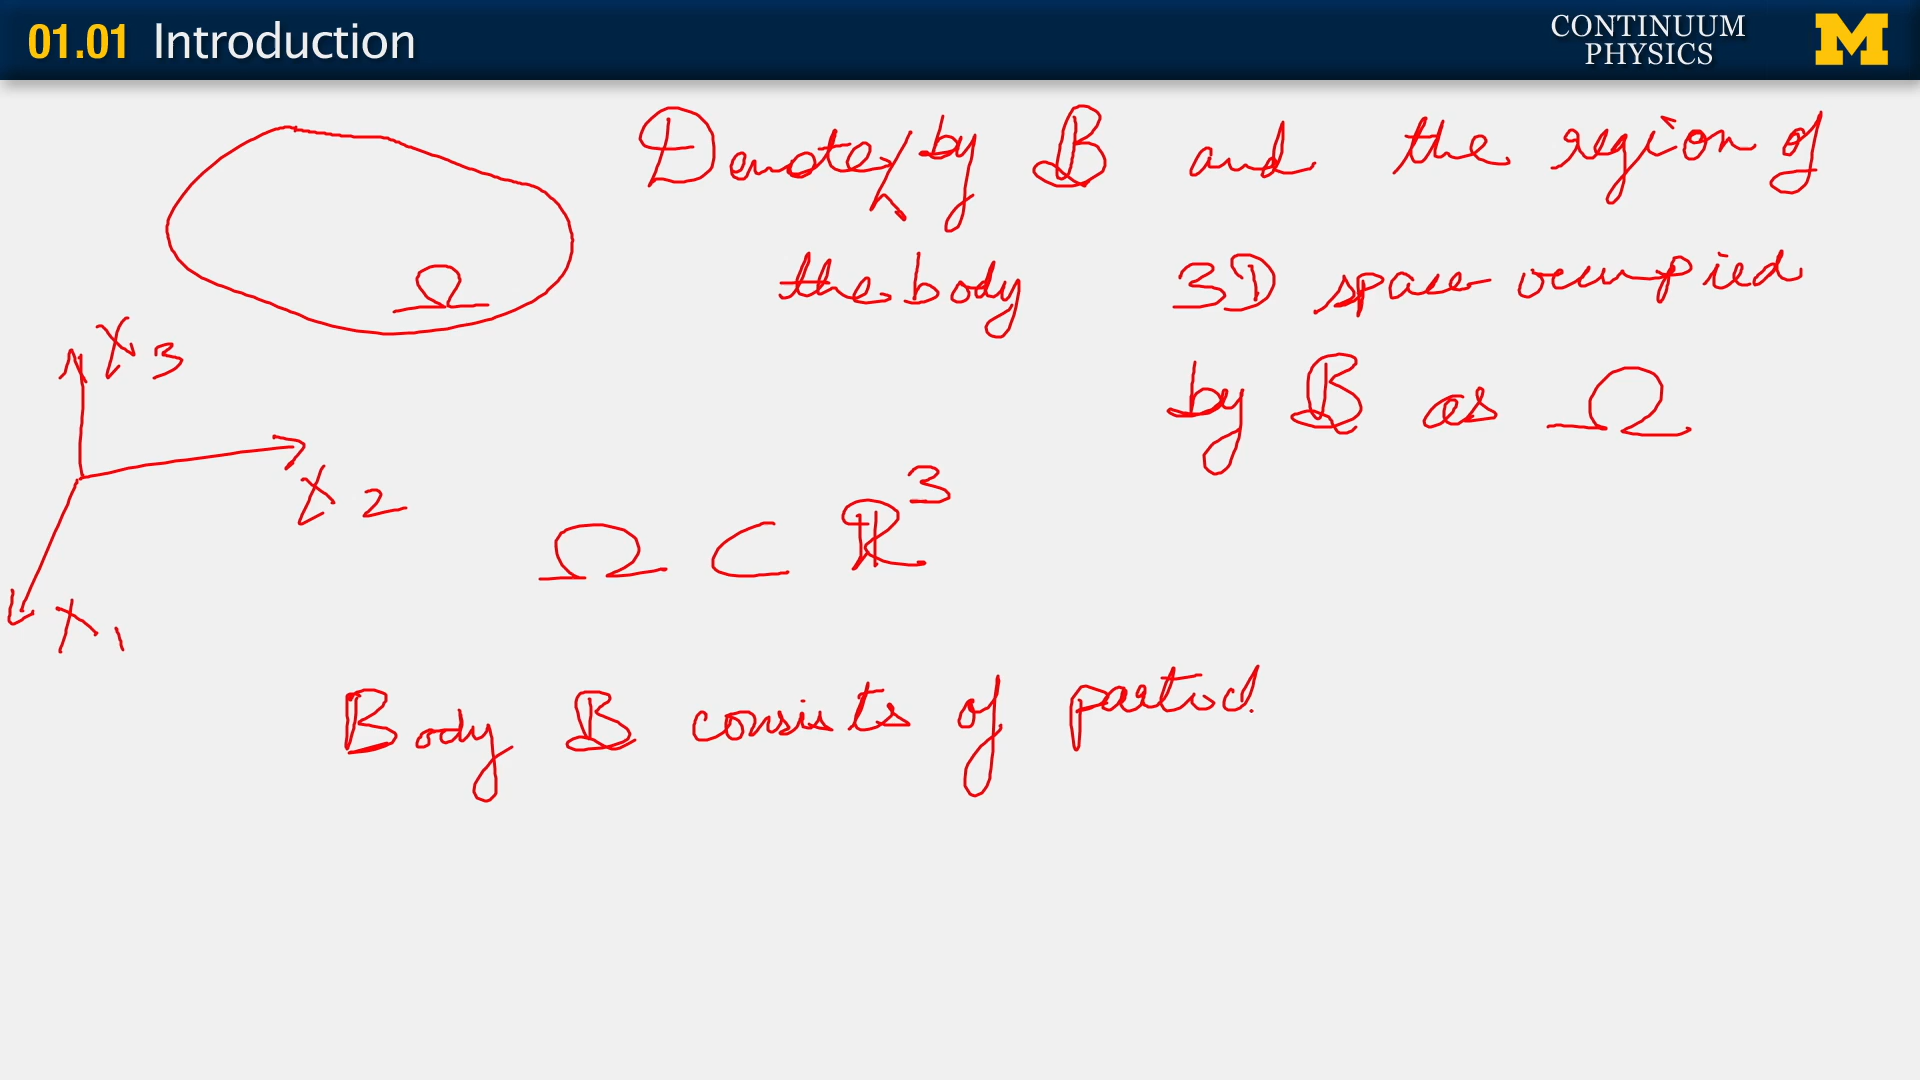 01.01 Introduction
CONTINUUM
PHYSICS
M
Denote by B and the region of
the body 3D space occupied
by B as Ω
Ω
X3
X2
X1
Ω ⊂ ℝ³
Body B consists of particl